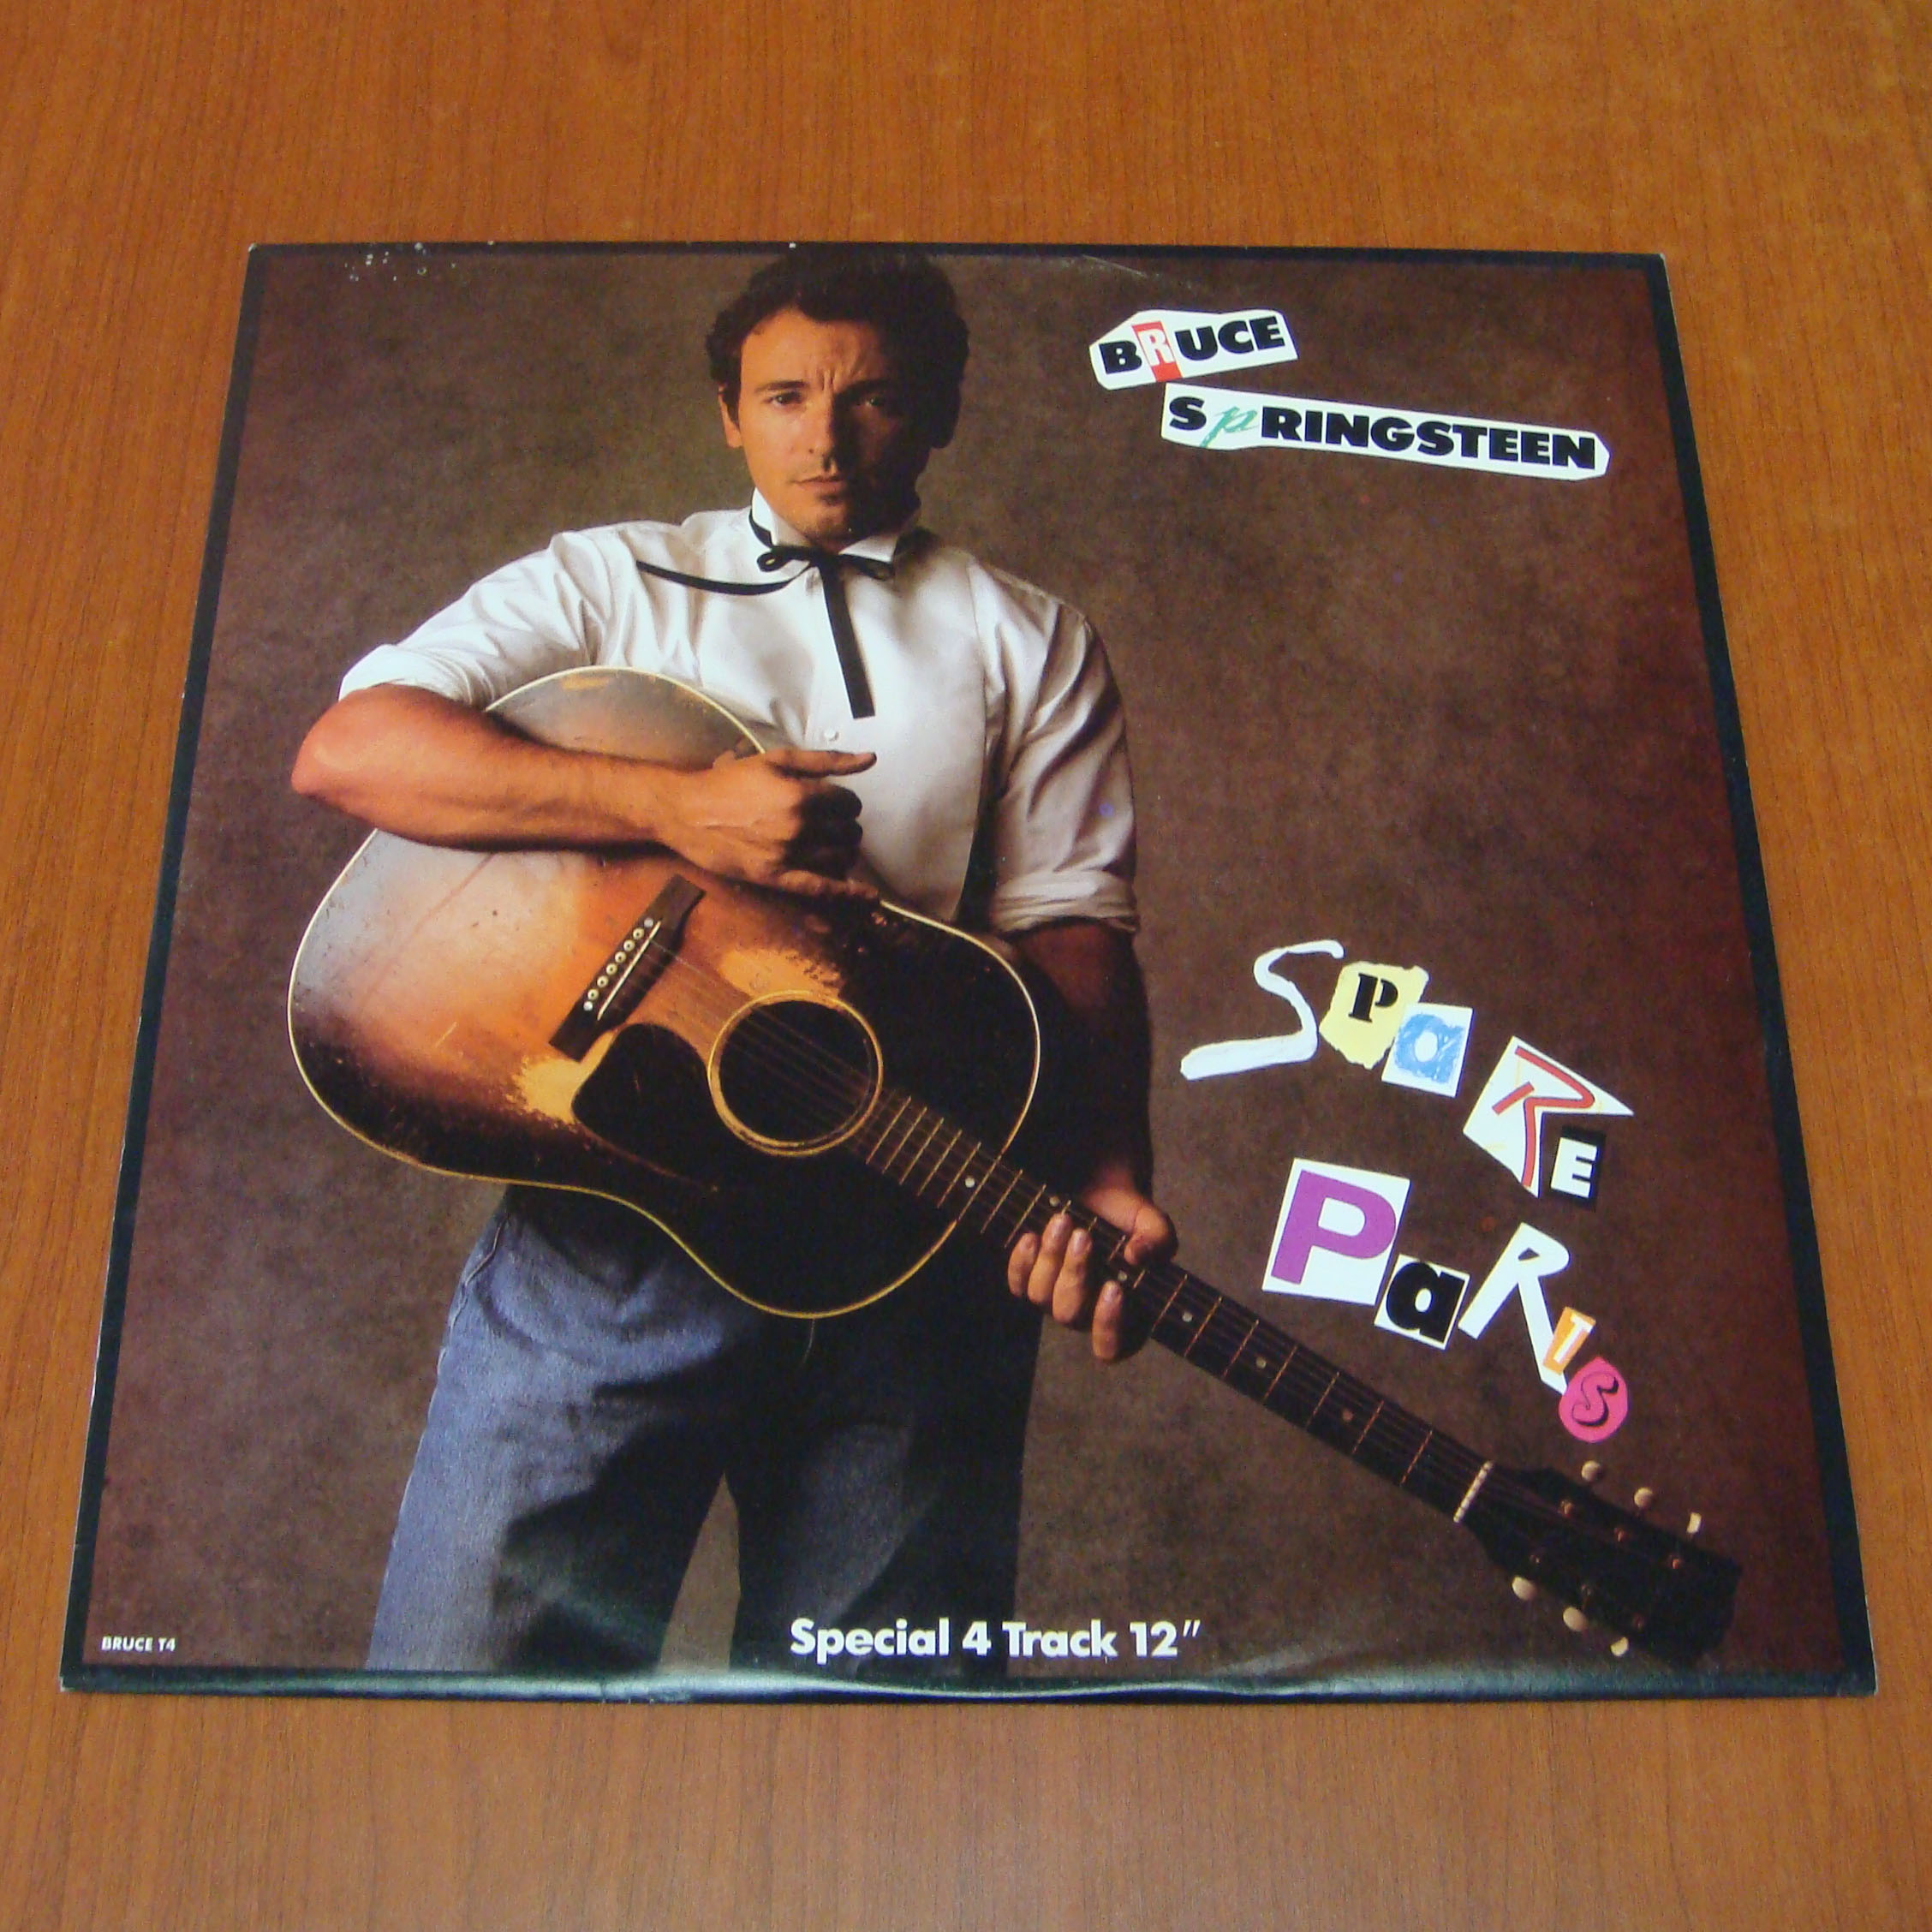 BRUCE
SpRINGSTEEN
SPaRE
PaRTS
Special 4 Track 12"
BRUCE T4